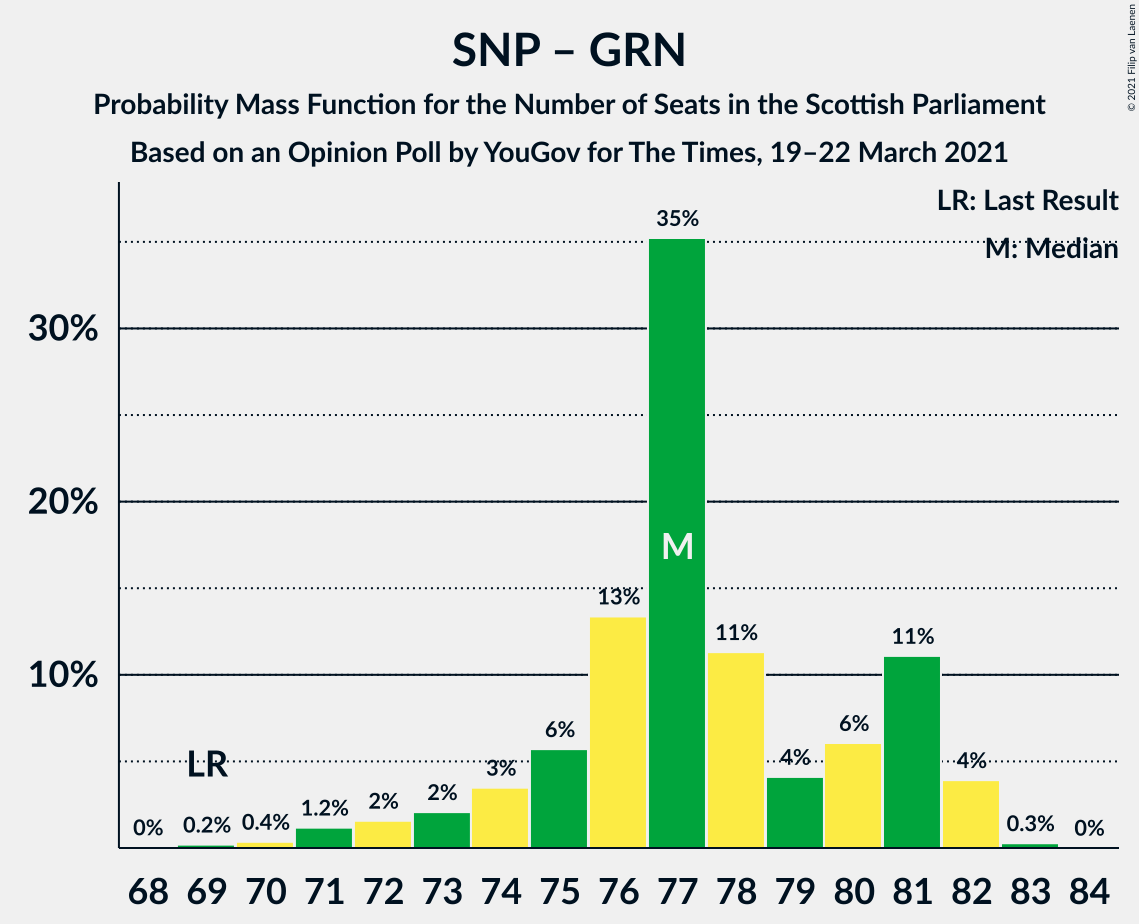 SNP – GRN
Probability Mass Function for the Number of Seats in the Scottish Parliament
Based on an Opinion Poll by YouGov for The Times, 19–22 March 2021
© 2021 Filip van Laenen
LR: Last Result
M: Median
30%
20%
10%
0%
LR
0.2%
0.4%
1.2%
2%
2%
3%
6%
13%
35%
M
11%
4%
6%
11%
4%
0.3%
0%
68 69 70 71 72 73 74 75 76 77 78 79 80 81 82 83 84